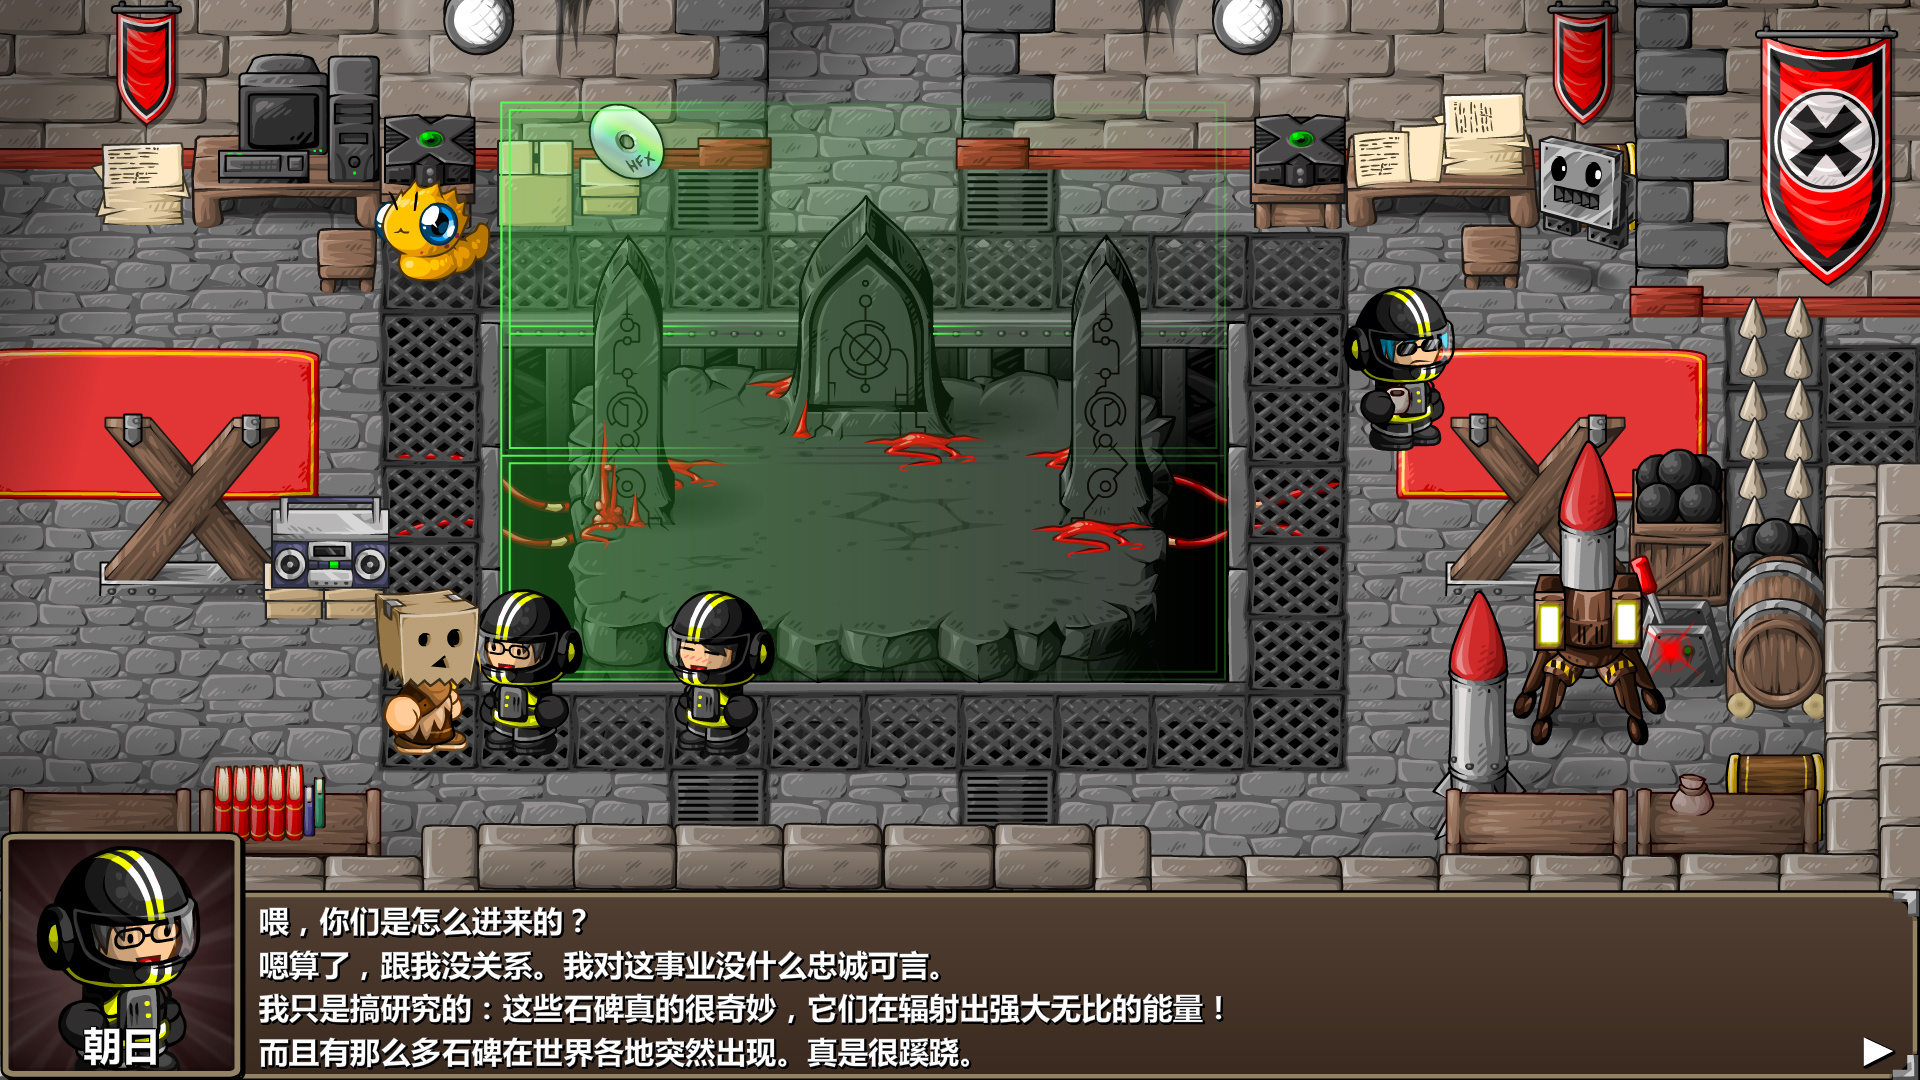 HFX
喂，你们是怎么进来的？
嗯算了，跟我没关系。我对这事业没什么忠诚可言。
我只是搞研究的：这些石碑真的很奇妙，它们在辐射出强大无比的能量！
而且有那么多石碑在世界各地突然出现。真是很蹊跷。
朝日